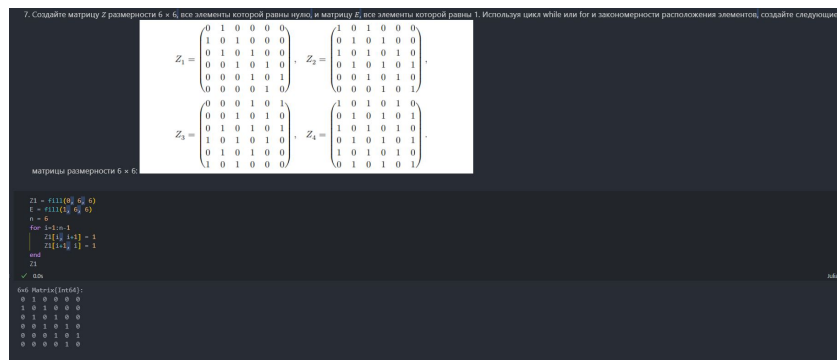 7. Создайте матрицу Z размерности 6 × 6, все элементы которой равны нулю, и матрицу E, все элементы которой равны 1. Используя цикл while или for и закономерности расположения элементов, создайте следующие
Z₁ = ( 0 1 0 0 0 0
1 0 1 0 0 0
0 1 0 1 0 0
0 0 1 0 1 0
0 0 0 1 0 1
0 0 0 0 1 0 ),
Z₂ = ( 1 0 1 0 0 0
0 1 0 1 0 0
1 0 1 0 1 0
0 1 0 1 0 1
0 0 1 0 1 0
0 0 0 1 0 1 ),
Z₃ = ( 0 0 0 1 0 1
0 0 1 0 1 0
0 1 0 1 0 1
1 0 1 0 1 0
0 1 0 1 0 0
1 0 1 0 0 0 ),
Z₄ = ( 1 0 1 0 1 0
0 1 0 1 0 1
1 0 1 0 1 0
0 1 0 1 0 1
1 0 1 0 1 0
0 1 0 1 0 1 ).
матрицы размерности 6 × 6:
Z1 = fill(0, 6, 6)
E = fill(1, 6, 6)
n = 6
for i=1:n-1
Z1[i, i+1] = 1
Z1[i+1, i] = 1
end
Z1
✓ 0.0s
6×6 Matrix{Int64}:
0 1 0 0 0 0
1 0 1 0 0 0
0 1 0 1 0 0
0 0 1 0 1 0
0 0 0 1 0 1
0 0 0 0 1 0